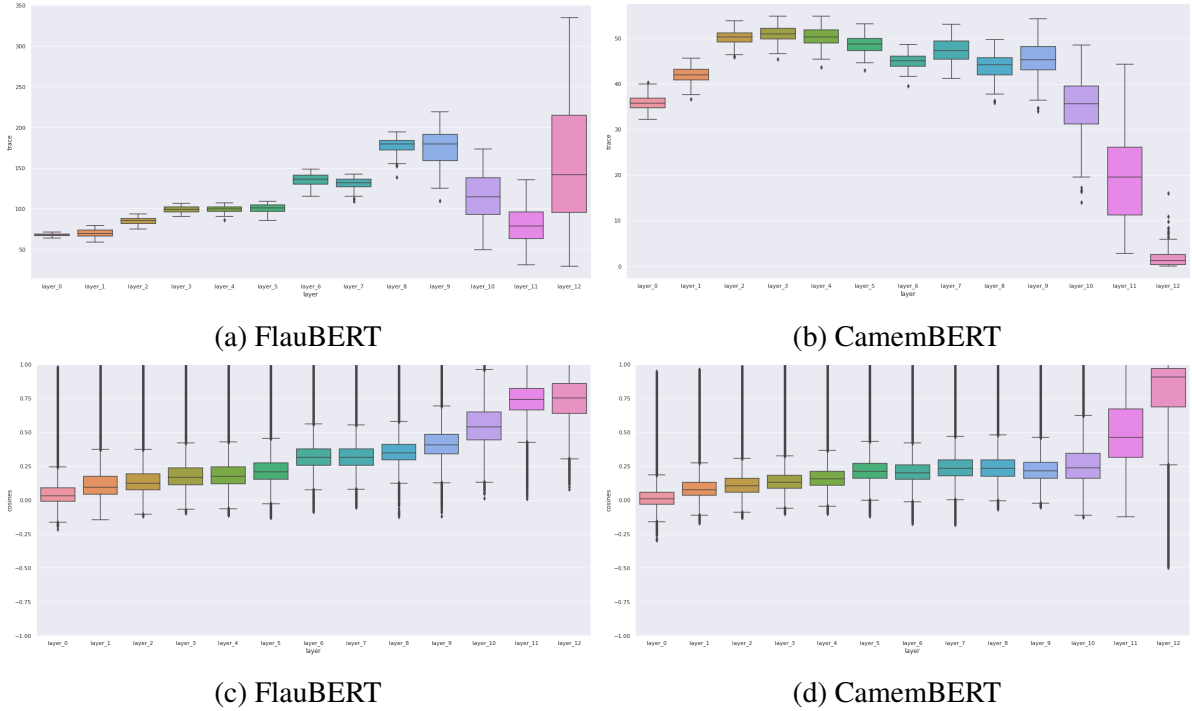 350
300
250
200
150
100
50
trace
layer_0 layer_1 layer_2 layer_3 layer_4 layer_5 layer_6 layer_7 layer_8 layer_9 layer_10 layer_11 layer_12
layer
(a) FlauBERT
50
40
30
20
10
0
trace
layer_0 layer_1 layer_2 layer_3 layer_4 layer_5 layer_6 layer_7 layer_8 layer_9 layer_10 layer_11 layer_12
layer
(b) CamemBERT
1.00
0.75
0.50
0.25
0.00
−0.25
−0.50
−0.75
−1.00
cosines
layer_0 layer_1 layer_2 layer_3 layer_4 layer_5 layer_6 layer_7 layer_8 layer_9 layer_10 layer_11 layer_12
layer
(c) FlauBERT
1.00
0.75
0.50
0.25
0.00
−0.25
−0.50
−0.75
−1.00
cosines
layer_0 layer_1 layer_2 layer_3 layer_4 layer_5 layer_6 layer_7 layer_8 layer_9 layer_10 layer_11 layer_12
layer
(d) CamemBERT